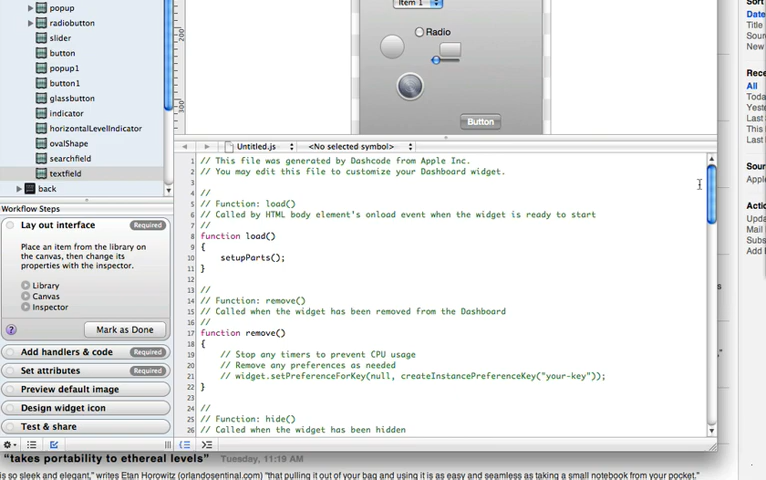 popup
radiobutton
slider
button
popup1
button1
glassbutton
indicator
horizontalLevelIndicator
ovalShape
searchfield
textfield
back
Workflow Steps
Lay out interface
Required
Place an item from the library
on the canvas, then change its
properties with the inspector.
Library
Canvas
Inspector
?
Mark as Done
Add handlers & code
Required
Set attributes
Required
Preview default image
Design widget icon
Test & share
Item 1
Radio
Button
200
300
Untitled.js
<No selected symbol>
1 // This file was generated by Dashcode from Apple Inc.
2 // You may edit this file to customize your Dashboard widget.
3
4 //
5 // Function: load()
6 // Called by HTML body element's onload event when the widget is ready to start
7 //
8 function load()
9 {
10 setupParts();
11 }
12
13 //
14 // Function: remove()
15 // Called when the widget has been removed from the Dashboard
16 //
17 function remove()
18 {
19 // Stop any timers to prevent CPU usage
20 // Remove any preferences as needed
21 // widget.setPreferenceForKey(null, createInstancePreferenceKey("your-key"));
22 }
23
24 //
25 // Function: hide()
26 // Called when the widget has been hidden
Sort
Date
Title
New
All
"takes portability to ethereal levels"
Tuesday, 11:19 AM
is so sleek and elegant," writes Etan Horowitz (orlandosentinal.com) "that pulling it out of your bag and using it is as easy and seamless as taking a small notebook from your pocket."